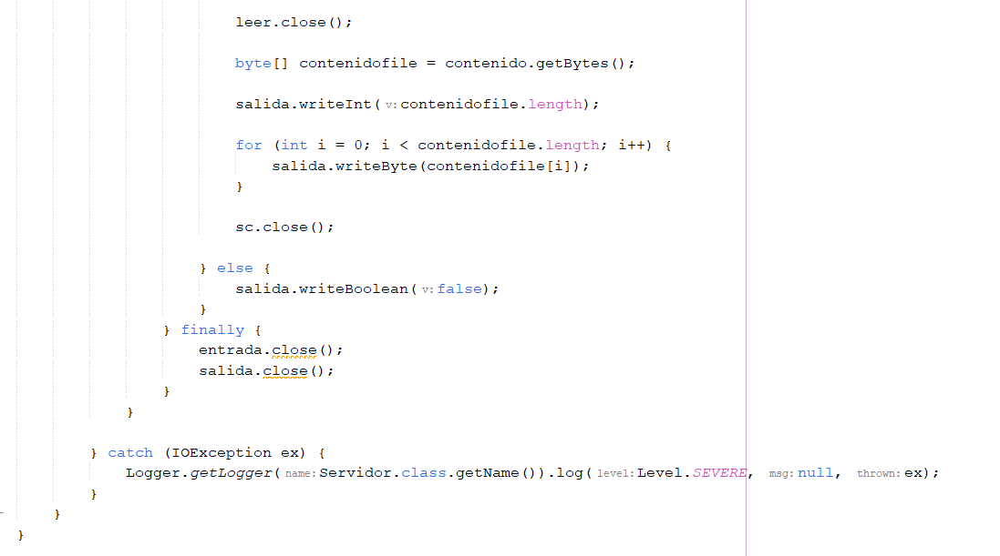 leer.close();
byte[] contenidofile = contenido.getBytes();
salida.writeInt( v: contenidofile.length);
for (int i = 0; i < contenidofile.length; i++) {
salida.writeByte(contenidofile[i]);
}
sc.close();
} else {
salida.writeBoolean( v: false);
}
} finally {
entrada.close();
salida.close();
}
}
} catch (IOException ex) {
Logger.getLogger( name: Servidor.class.getName()).log( level: Level.SEVERE, msg: null, thrown: ex);
}
}
}